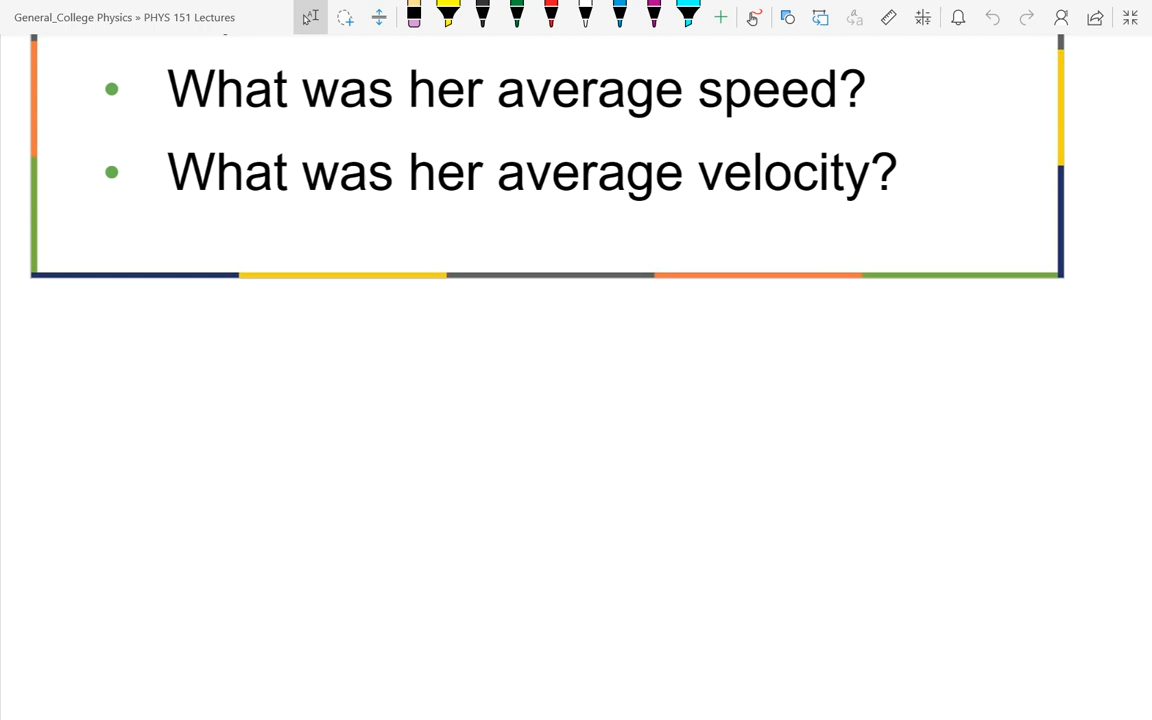 General_College Physics » PHYS 151 Lectures
• What was her average speed?
• What was her average velocity?